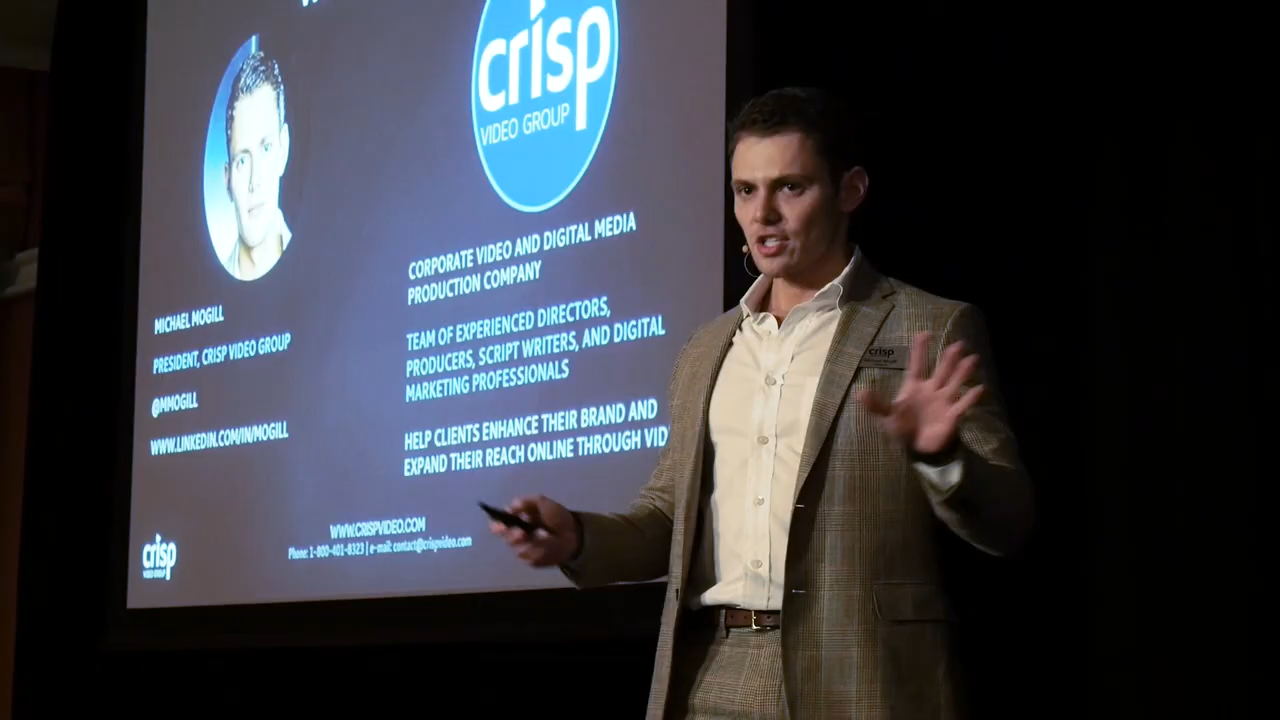 crisp
VIDEO GROUP
MICHAEL MOGILL
PRESIDENT, CRISP VIDEO GROUP
@MMOGILL
WWW.LINKEDIN.COM/IN/MOGILL
CORPORATE VIDEO AND DIGITAL MEDIA
PRODUCTION COMPANY
TEAM OF EXPERIENCED DIRECTORS,
PRODUCERS, SCRIPT WRITERS, AND DIGITAL
MARKETING PROFESSIONALS
HELP CLIENTS ENHANCE THEIR BRAND AND
EXPAND THEIR REACH ONLINE THROUGH VID
WWW.CRISPVIDEO.COM
Phone: 1-800-401-8323 | e-mail: contact@crispvideo.com
crisp
VIDEO GROUP
crisp